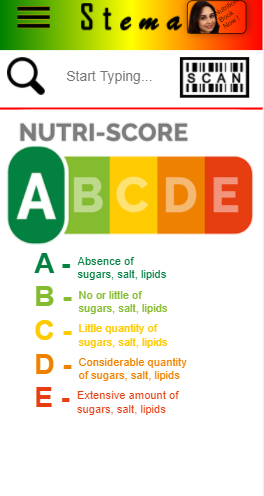 Stema
Nutrition
Book
Now!
Start Typing...
SCAN
NUTRI-SCORE
A B C D E
A - Absence of
sugars, salt, lipids
B - No or little of
sugars, salt, lipids
C - Little quantity of
sugars, salt, lipids
D - Considerable quantity
of sugars, salt, lipids
E - Extensive amount of
sugars, salt, lipids